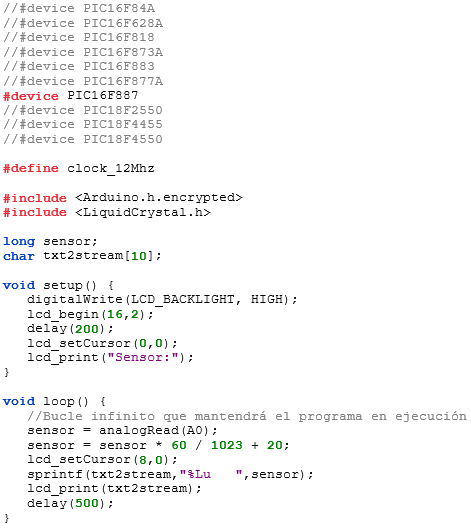 //#device PIC16F84A
//#device PIC16F628A
//#device PIC16F818
//#device PIC16F873A
//#device PIC16F883
//#device PIC16F877A
#device PIC16F887
//#device PIC18F2550
//#device PIC18F4455
//#device PIC18F4550

#define clock_12Mhz

#include <Arduino.h.encrypted>
#include <LiquidCrystal.h>

long sensor;
char txt2stream[10];

void setup() {
   digitalWrite(LCD_BACKLIGHT, HIGH);
   lcd_begin(16,2);
   delay(200);
   lcd_setCursor(0,0);
   lcd_print("Sensor:");
}

void loop() {
   //Bucle infinito que mantendrá el programa en ejecución
   sensor = analogRead(A0);
   sensor = sensor * 60 / 1023 + 20;
   lcd_setCursor(8,0);
   sprintf(txt2stream,"%Lu   ",sensor);
   lcd_print(txt2stream);
   delay(500);
}